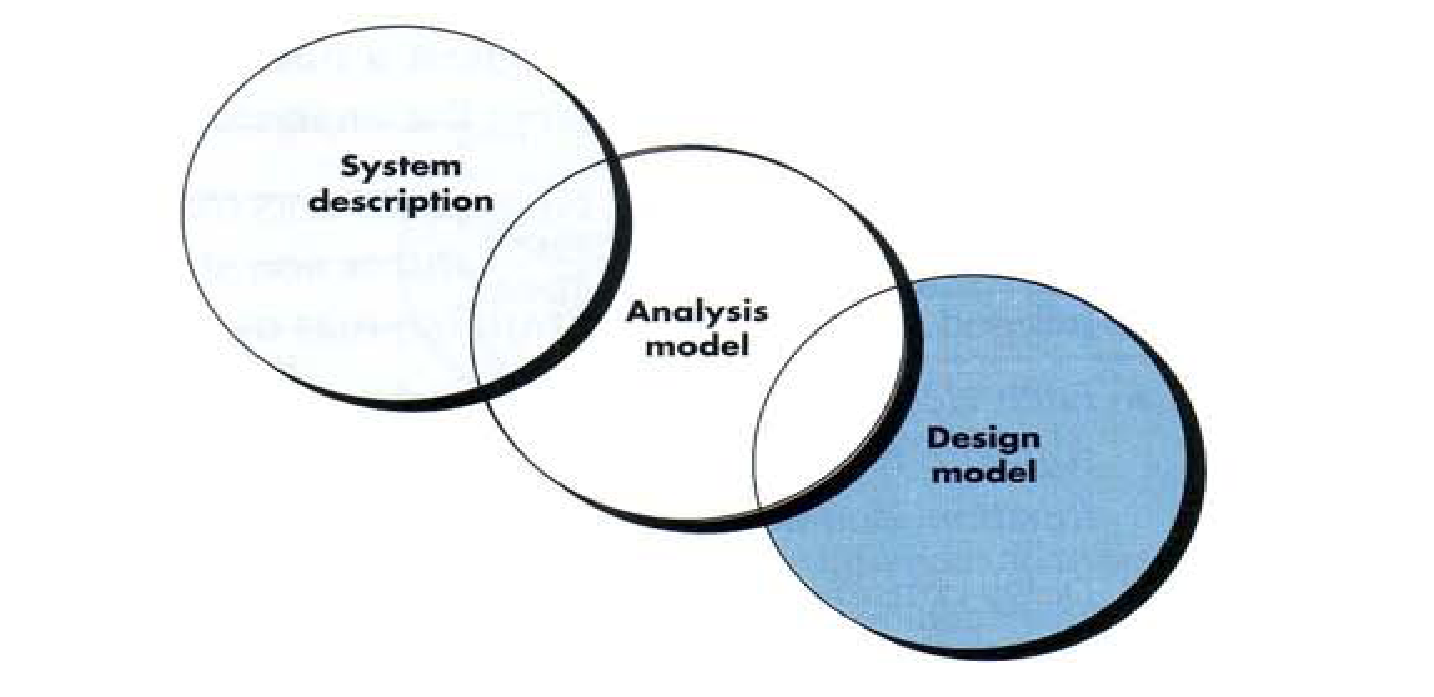 System
description
Analysis
model
Design
model